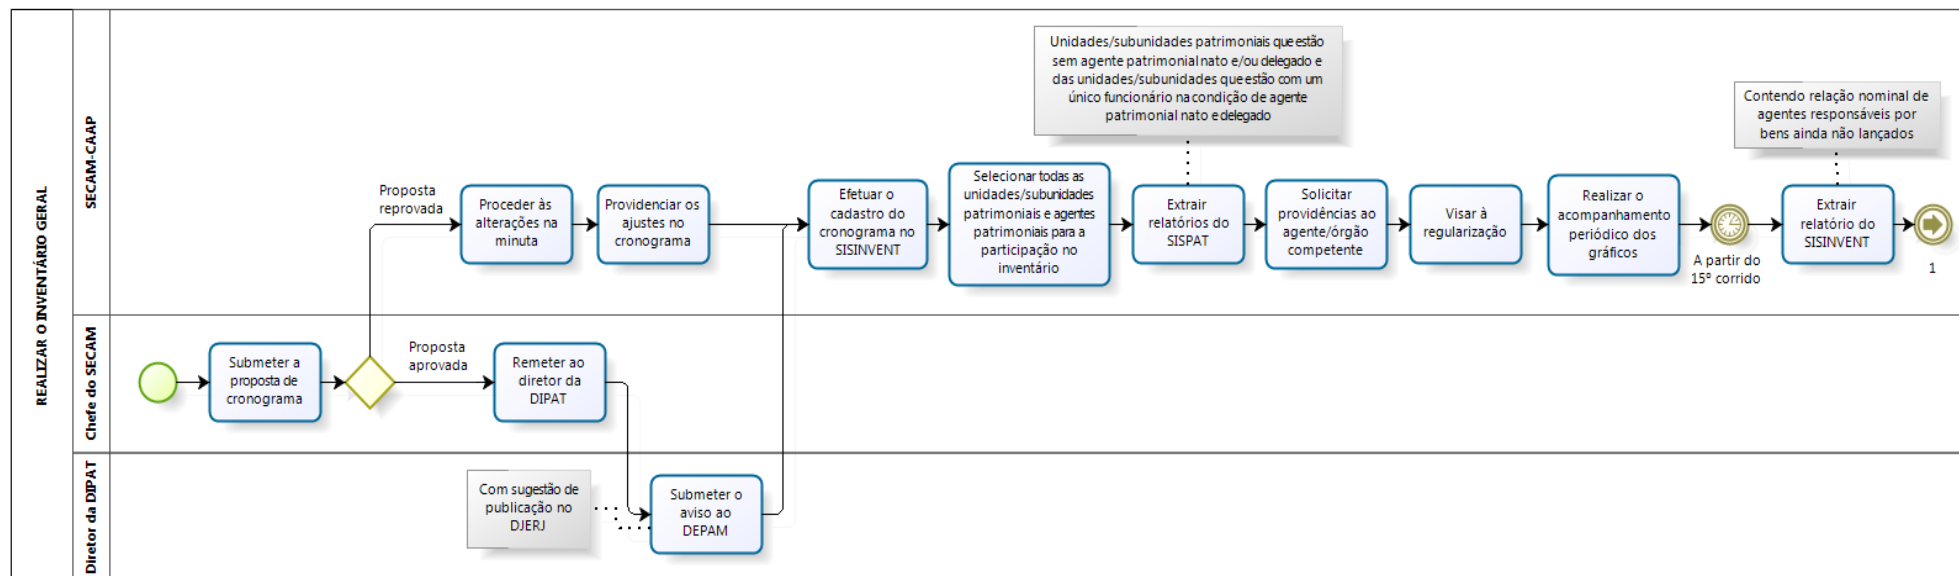 REALIZAR O INVENTÁRIO GERAL
SECAM-CAAP
Unidades/subunidades patrimoniais que estão
sem agente patrimonial nato e/ou delegado e
das unidades/subunidades que estão com um
único funcionário na condição de agente
patrimonial nato e delegado
Contendo relação nominal de
agentes responsáveis por
bens ainda não lançados
Proposta
reprovada
Proceder às
alterações na
minuta
Providenciar os
ajustes no
cronograma
Efetuar o
cadastro do
cronograma no
SISINVENT
Selecionar todas as
unidades/subunidades
patrimoniais e agentes
patrimoniais para a
participação no
inventário
Extrair
relatórios do
SISPAT
Solicitar
providências ao
agente/órgão
competente
Visar à
regularização
Realizar o
acompanhamento
periódico dos
gráficos
A partir do
15º corrido
Extrair
relatório do
SISINVENT
1
Chefe do SECAM
Submeter a
proposta de
cronograma
Proposta
aprovada
Remeter ao
diretor da
DIPAT
Diretor da DIPAT
Com sugestão de
publicação no
DJERJ
Submeter o
aviso ao
DEPAM